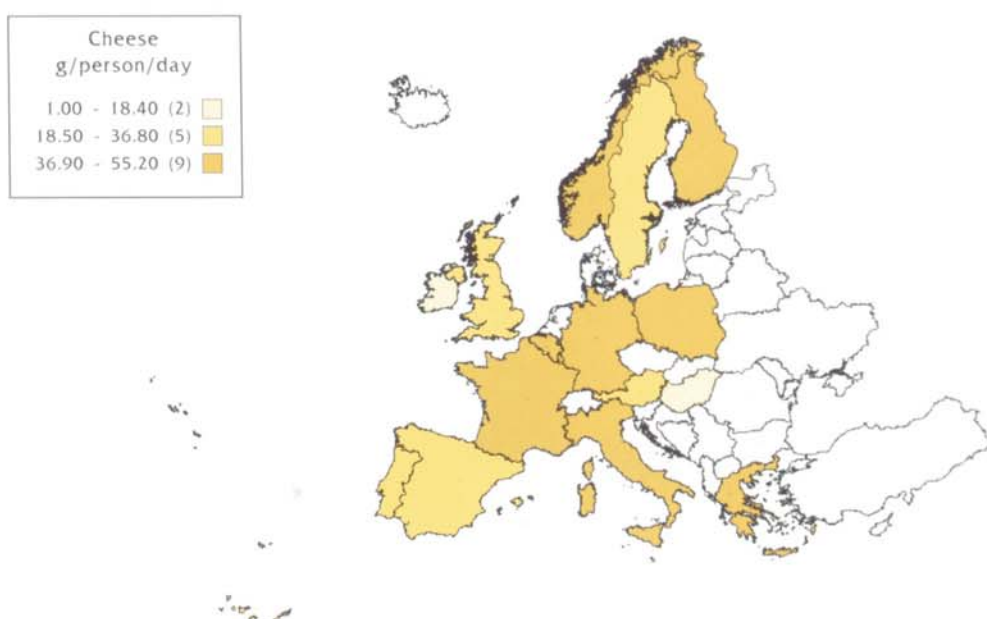 Cheese
g/person/day
1.00 - 18.40 (2)
18.50 - 36.80 (5)
36.90 - 55.20 (9)